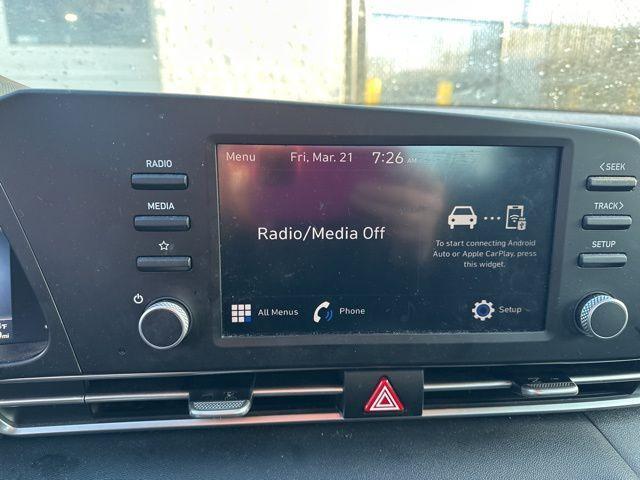 RADIO
MEDIA
Menu
Fri, Mar. 21
7:26 AM
Radio/Media Off
To start connecting Android
Auto or Apple CarPlay, press
this widget.
All Menus
Phone
Setup
<SEEK
TRACK>
SETUP